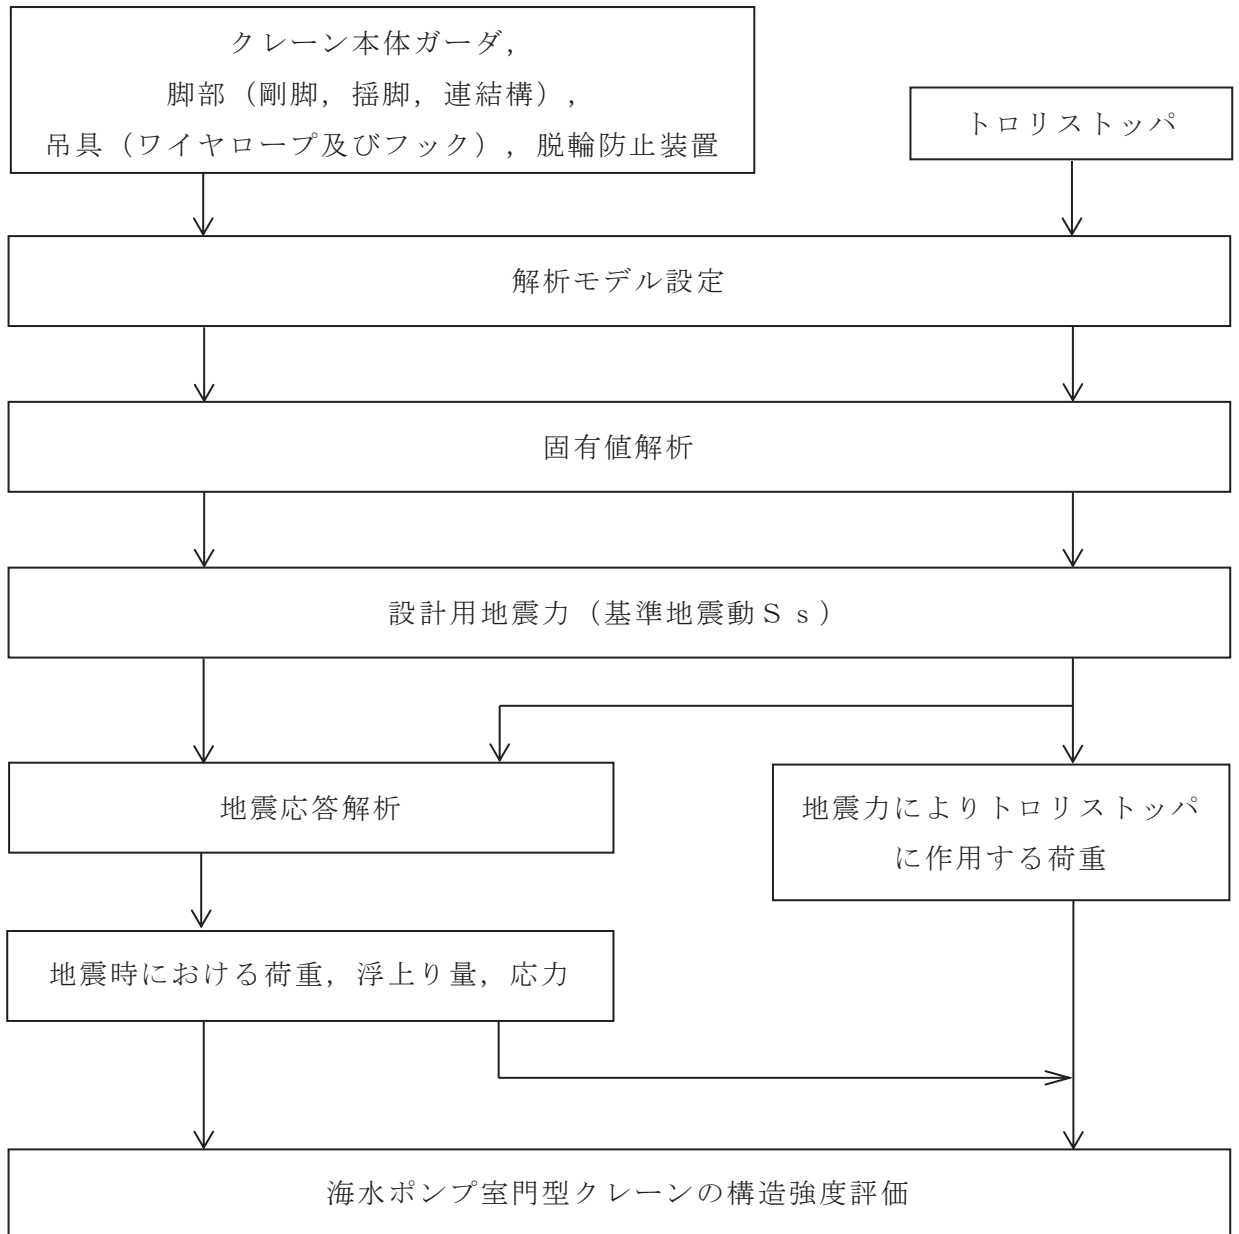 クレーン本体ガーダ，
脚部（剛脚，揺脚，連結構），
吊具（ワイヤロープ及びフック），脱輪防止装置
トロリストッパ
解析モデル設定
固有値解析
設計用地震力（基準地震動Ｓｓ）
地震応答解析
地震力によりトロリストッパ
に作用する荷重
地震時における荷重，浮上り量，応力
海水ポンプ室門型クレーンの構造強度評価